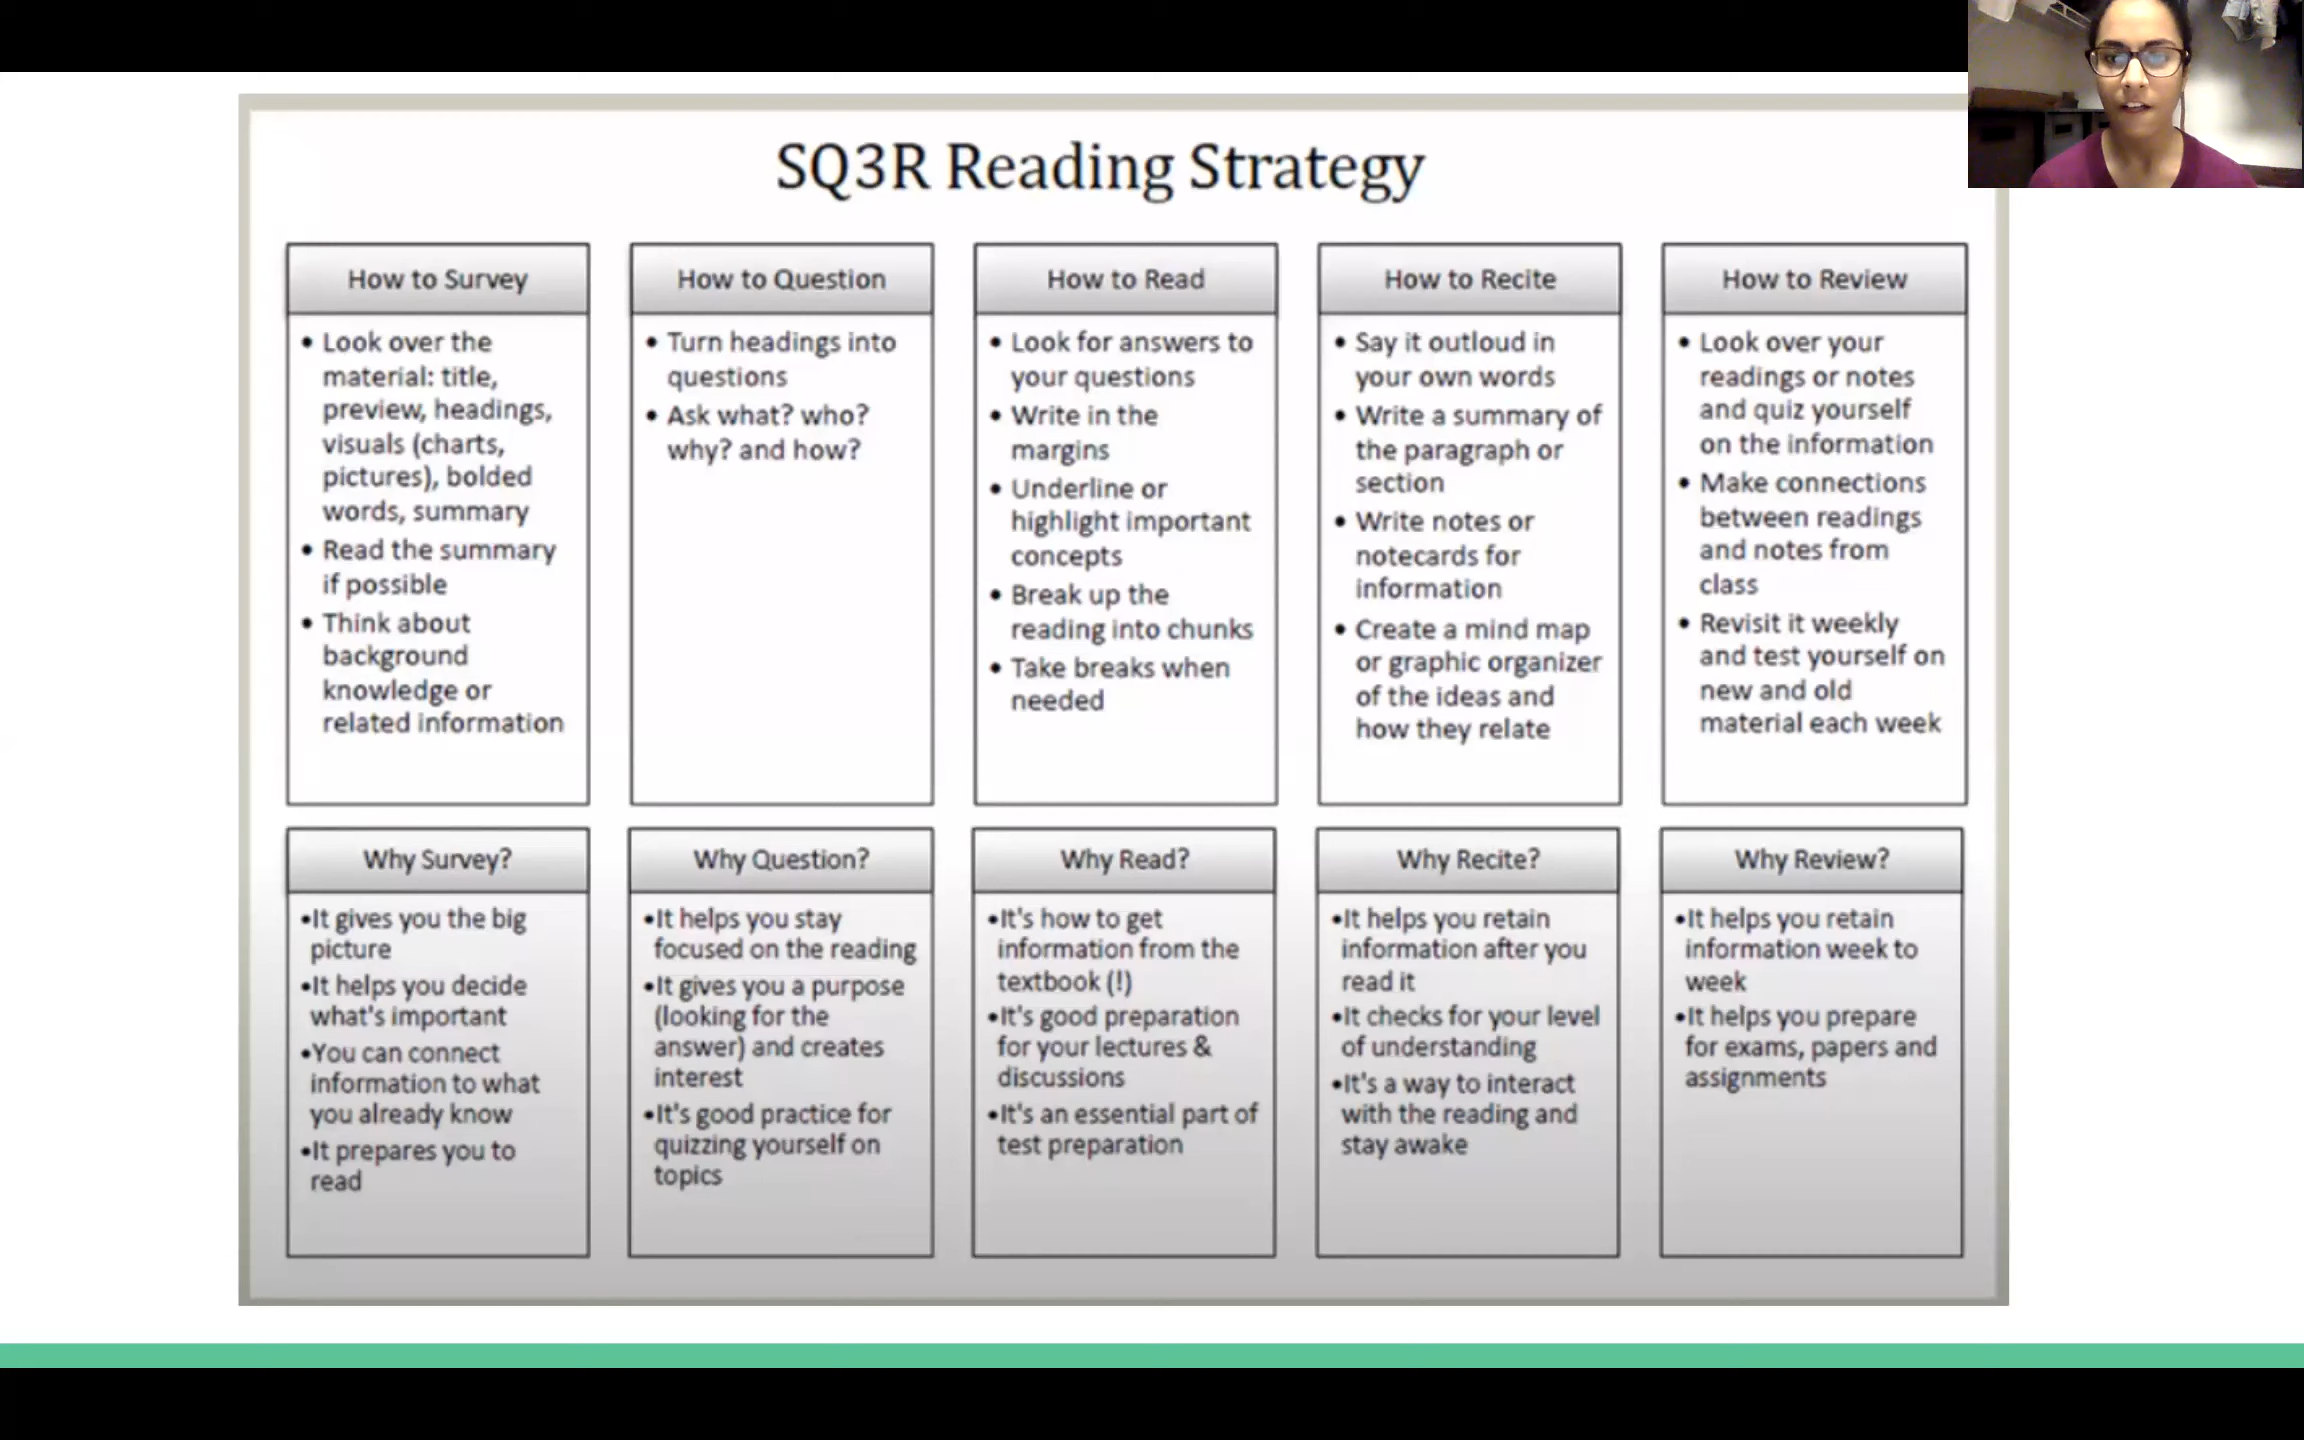 SQ3R Reading Strategy
How to Survey
• Look over the
material: title,
preview, headings,
visuals (charts,
pictures), bolded
words, summary
• Read the summary
if possible
• Think about
background
knowledge or
related information
How to Question
• Turn headings into
questions
• Ask what? who?
why? and how?
How to Read
• Look for answers to
your questions
• Write in the
margins
• Underline or
highlight important
concepts
• Break up the
reading into chunks
• Take breaks when
needed
How to Recite
• Say it outloud in
your own words
• Write a summary of
the paragraph or
section
• Write notes or
notecards for
information
• Create a mind map
or graphic organizer
of the ideas and
how they relate
How to Review
• Look over your
readings or notes
and quiz yourself
on the information
• Make connections
between readings
and notes from
class
• Revisit it weekly
and test yourself on
new and old
material each week
Why Survey?
•It gives you the big
picture
•It helps you decide
what's important
•You can connect
information to what
you already know
•It prepares you to
read
Why Question?
•It helps you stay
focused on the reading
•It gives you a purpose
(looking for the
answer) and creates
interest
•It's good practice for
quizzing yourself on
topics
Why Read?
•It's how to get
information from the
textbook (!)
•It's good preparation
for your lectures &
discussions
•It's an essential part of
test preparation
Why Recite?
•It helps you retain
information after you
read it
•It checks for your level
of understanding
•It's a way to interact
with the reading and
stay awake
Why Review?
•It helps you retain
information week to
week
•It helps you prepare
for exams, papers and
assignments